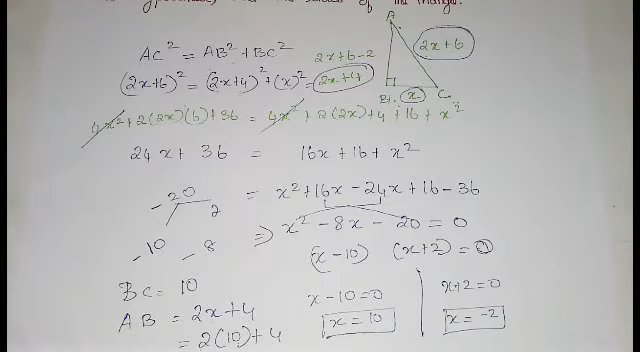 of the triangle.
A
AC² = AB² + BC² 2x+6-2
2x+6
(2x+6)² = (2x+4)² + (x)² = 2x+4
B x C
4x²+2(2x)(6)+36 = 4x² + 2(2x)+4+16+x²
24x+36 = 16x+16+x²
-20 = x²+16x-24x+16-36
2
⇒ x²-8x-20=0
-10 -8
(x-10) (x+2)=0
BC = 10
x-10=0 x+2=0
AB = 2x+4
x=10 x=-2
= 2(10)+4